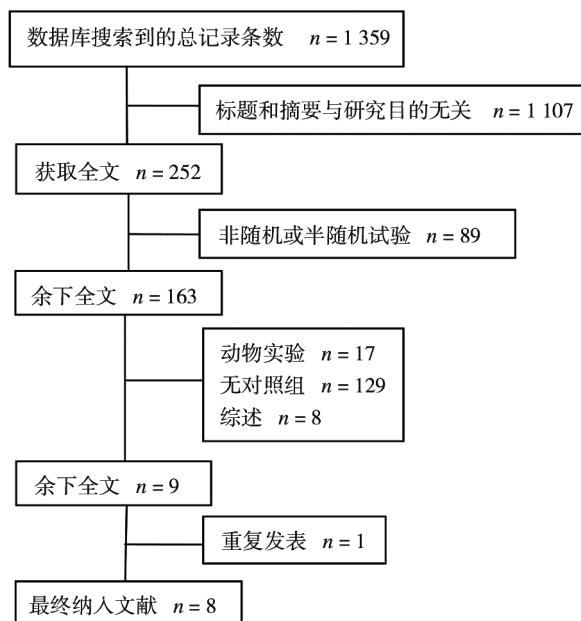 数据库搜索到的总记录条数 n = 1 359
标题和摘要与研究目的无关 n = 1 107
获取全文 n = 252
非随机或半随机试验 n = 89
余下全文 n = 163
动物实验 n = 17
无对照组 n = 129
综述 n = 8
余下全文 n = 9
重复发表 n = 1
最终纳入文献 n = 8